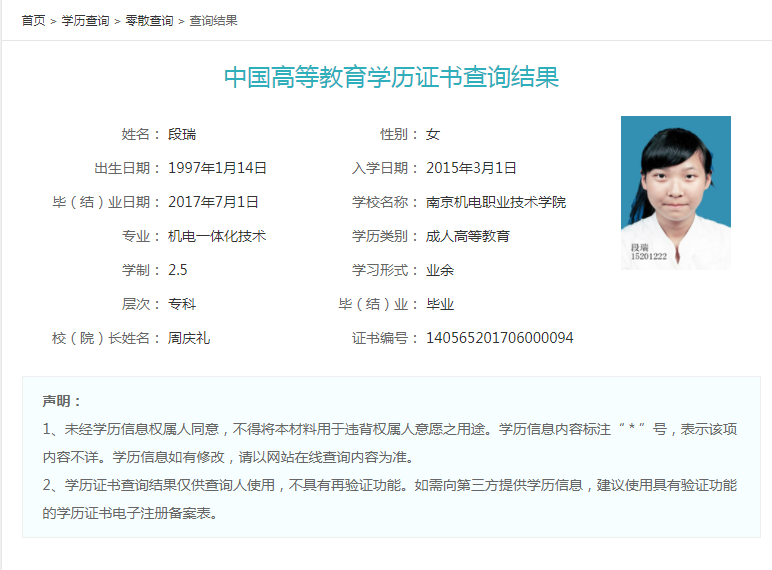 首页 > 学历查询 > 零散查询 > 查询结果
中国高等教育学历证书查询结果
姓名： 段瑞 性别： 女
出生日期： 1997年1月14日 入学日期： 2015年3月1日
毕（结）业日期： 2017年7月1日 学校名称： 南京机电职业技术学院
专业： 机电一体化技术 学历类别： 成人高等教育
学制： 2.5 学习形式： 业余
层次： 专科 毕（结）业： 毕业
校（院）长姓名： 周庆礼 证书编号： 140565201706000094
段瑞
15201222
声明：
1、未经学历信息权属人同意，不得将本材料用于违背权属人意愿之用途。学历信息内容标注“*”号，表示该项
内容不详。学历信息如有修改，请以网站在线查询内容为准。
2、学历证书查询结果仅供查询人使用，不具有再验证功能。如需向第三方提供学历信息，建议使用具有验证功能
的学历证书电子注册备案表。